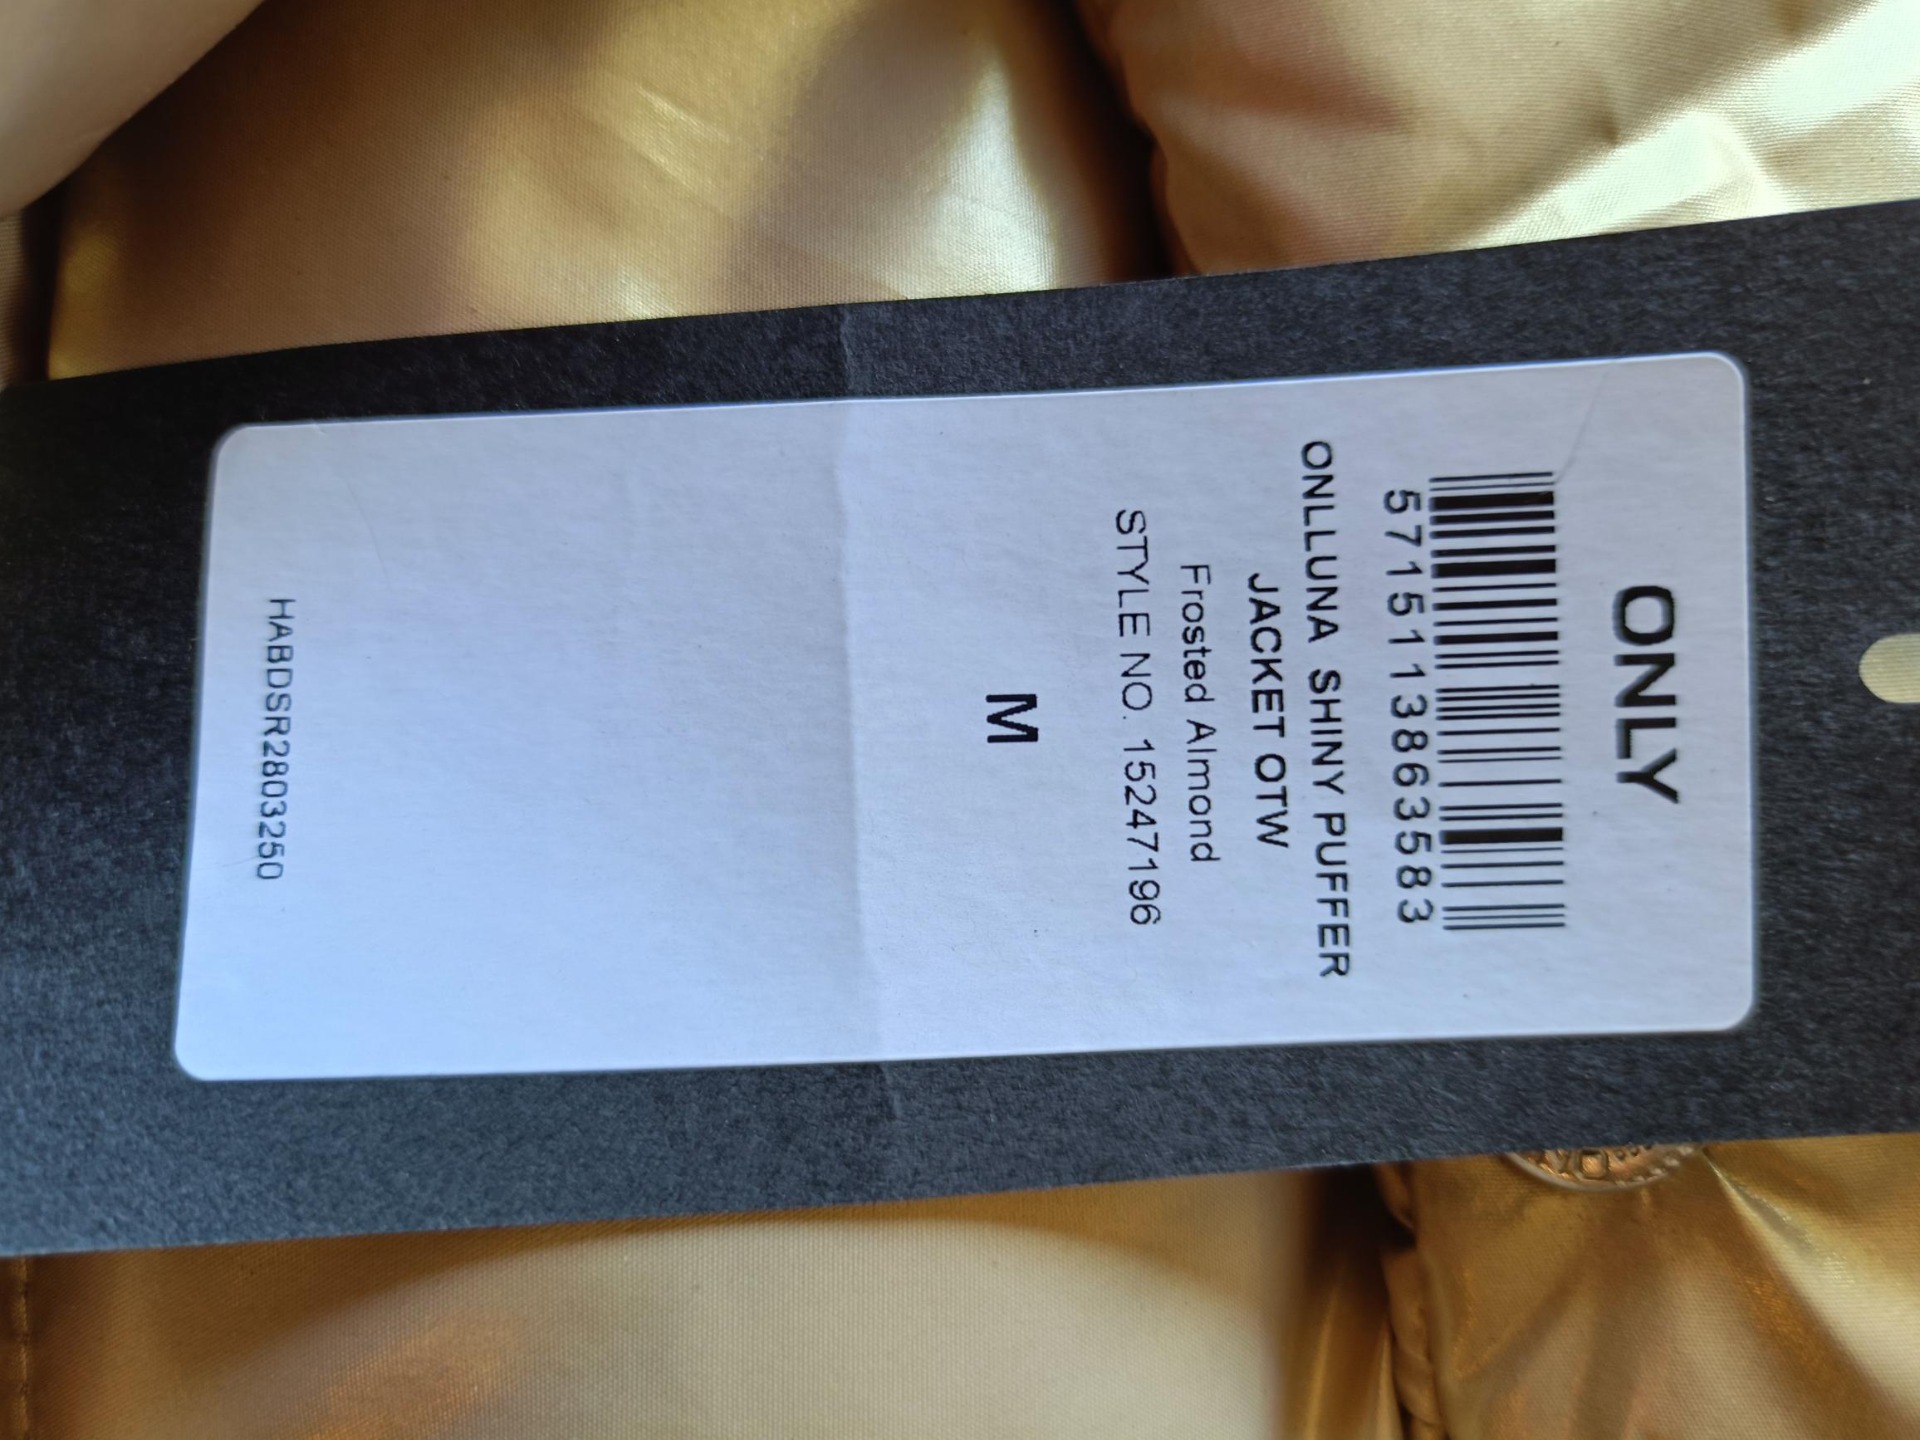 ONLY
5715113863583
ONLLUNA SHINY PUFFER
JACKET OTW
Frosted Almond
STYLE NO. 15247196
M
HABDSR2803250